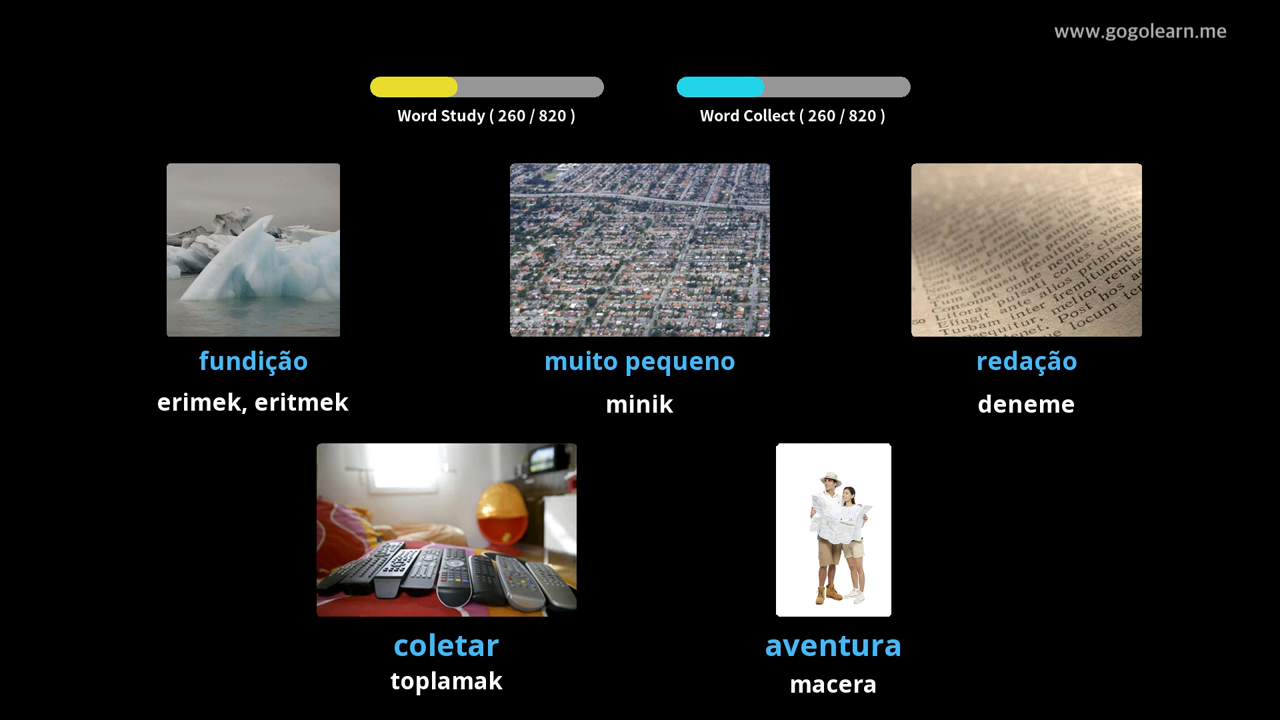 www.gogolearn.me
Word Study ( 260 / 820 )
Word Collect ( 260 / 820 )
fundição
erimek, eritmek
muito pequeno
minik
redação
deneme
coletar
toplamak
aventura
macera